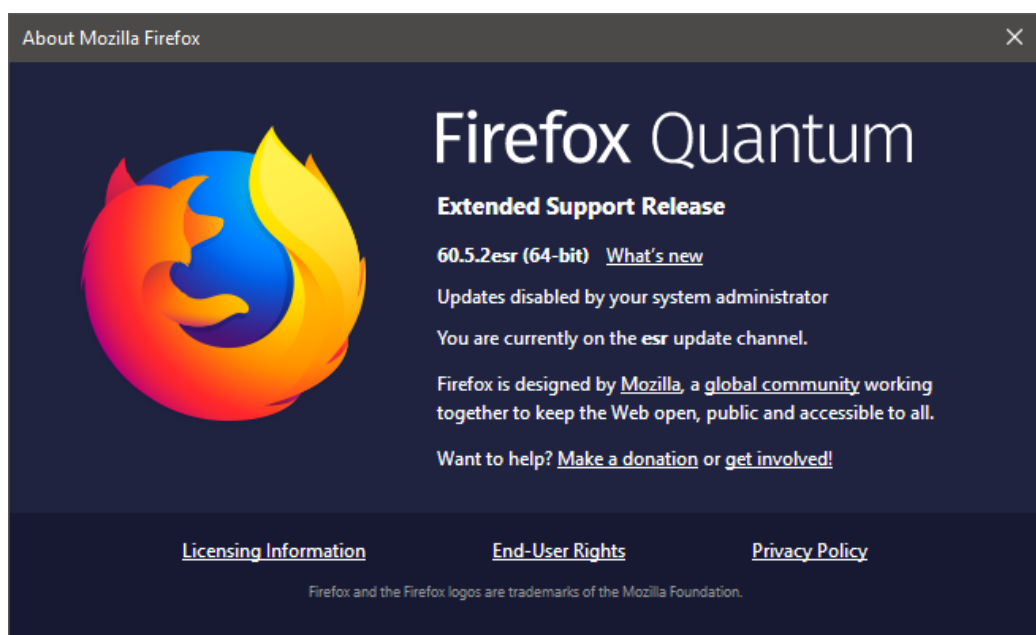 About Mozilla Firefox
Firefox Quantum
Extended Support Release
60.5.2esr (64-bit) What's new
Updates disabled by your system administrator
You are currently on the esr update channel.
Firefox is designed by Mozilla, a global community working
together to keep the Web open, public and accessible to all.
Want to help? Make a donation or get involved!
Licensing Information End-User Rights Privacy Policy
Firefox and the Firefox logos are trademarks of the Mozilla Foundation.